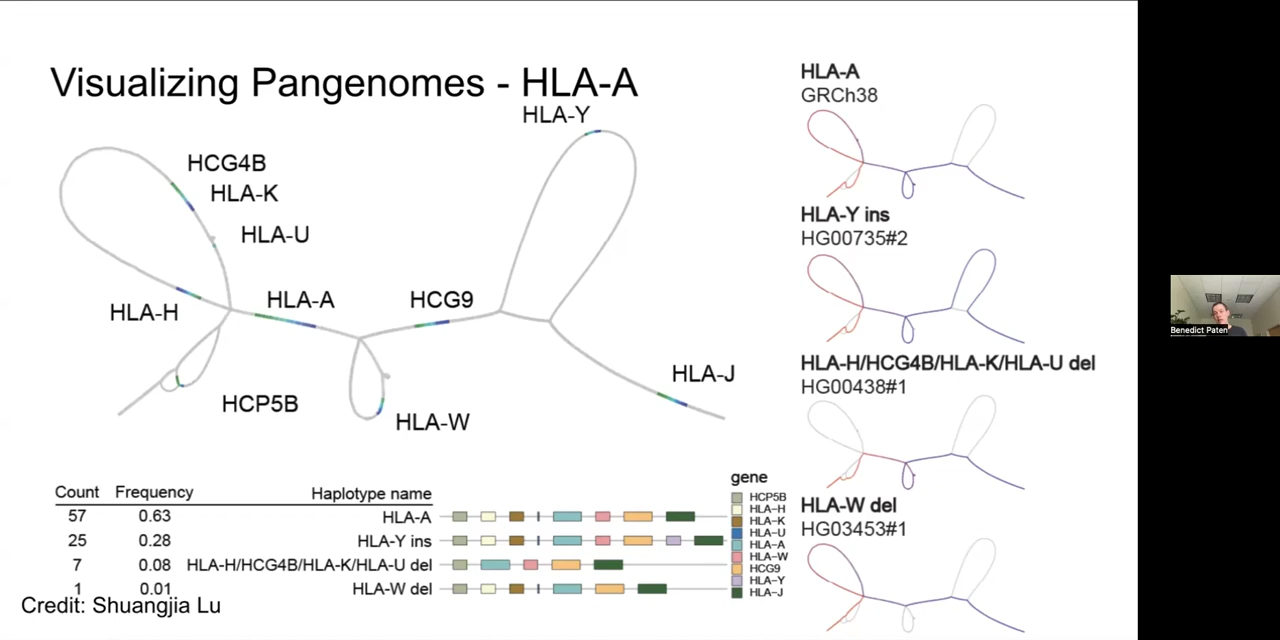 Visualizing Pangenomes - HLA-A
HLA-Y
HCG4B
HLA-K
HLA-U
HLA-H
HLA-A
HCG9
HCP5B
HLA-W
HLA-J
HLA-A
GRCh38
HLA-Y ins
HG00735#2
HLA-H/HCG4B/HLA-K/HLA-U del
HG00438#1
HLA-W del
HG03453#1
Count Frequency Haplotype name
57 0.63 HLA-A
25 0.28 HLA-Y ins
7 0.08 HLA-H/HCG4B/HLA-K/HLA-U del
1 0.01 HLA-W del
gene
HCP5B
HLA-H
HLA-K
HLA-U
HLA-A
HLA-W
HCG9
HLA-Y
HLA-J
Credit: Shuangjia Lu
Benedict Paten